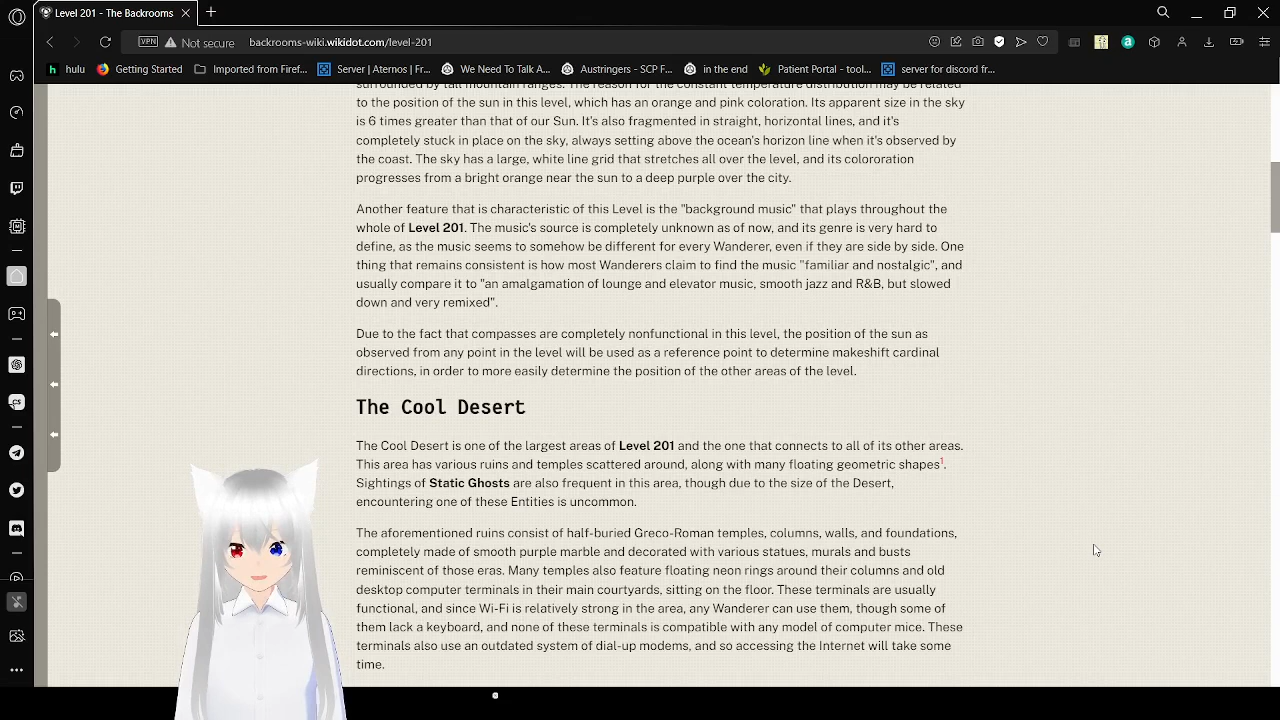 Level 201 - The Backrooms
VPN Not secure backrooms-wiki.wikidot.com/level-201
hulu Getting Started Imported from Firef... Server | Aternos | Fr... We Need To Talk A... Austringers - SCP F... in the end Patient Portal - tool... server for discord fr...
surrounded by tall mountain ranges. The reason for the constant temperature distribution may be related
to the position of the sun in this level, which has an orange and pink coloration. Its apparent size in the sky
is 6 times greater than that of our Sun. It's also fragmented in straight, horizontal lines, and it's
completely stuck in place on the sky, always setting above the ocean's horizon line when it's observed by
the coast. The sky has a large, white line grid that stretches all over the level, and its colororation
progresses from a bright orange near the sun to a deep purple over the city.
Another feature that is characteristic of this Level is the "background music" that plays throughout the
whole of Level 201. The music's source is completely unknown as of now, and its genre is very hard to
define, as the music seems to somehow be different for every Wanderer, even if they are side by side. One
thing that remains consistent is how most Wanderers claim to find the music "familiar and nostalgic", and
usually compare it to "an amalgamation of lounge and elevator music, smooth jazz and R&B, but slowed
down and very remixed".
Due to the fact that compasses are completely nonfunctional in this level, the position of the sun as
observed from any point in the level will be used as a reference point to determine makeshift cardinal
directions, in order to more easily determine the position of the other areas of the level.
The Cool Desert
The Cool Desert is one of the largest areas of Level 201 and the one that connects to all of its other areas.
This area has various ruins and temples scattered around, along with many floating geometric shapes1.
Sightings of Static Ghosts are also frequent in this area, though due to the size of the Desert,
encountering one of these Entities is uncommon.
The aforementioned ruins consist of half-buried Greco-Roman temples, columns, walls, and foundations,
completely made of smooth purple marble and decorated with various statues, murals and busts
reminiscent of those eras. Many temples also feature floating neon rings around their columns and old
desktop computer terminals in their main courtyards, sitting on the floor. These terminals are usually
functional, and since Wi-Fi is relatively strong in the area, any Wanderer can use them, though some of
them lack a keyboard, and none of these terminals is compatible with any model of computer mice. These
terminals also use an outdated system of dial-up modems, and so accessing the Internet will take some
time.